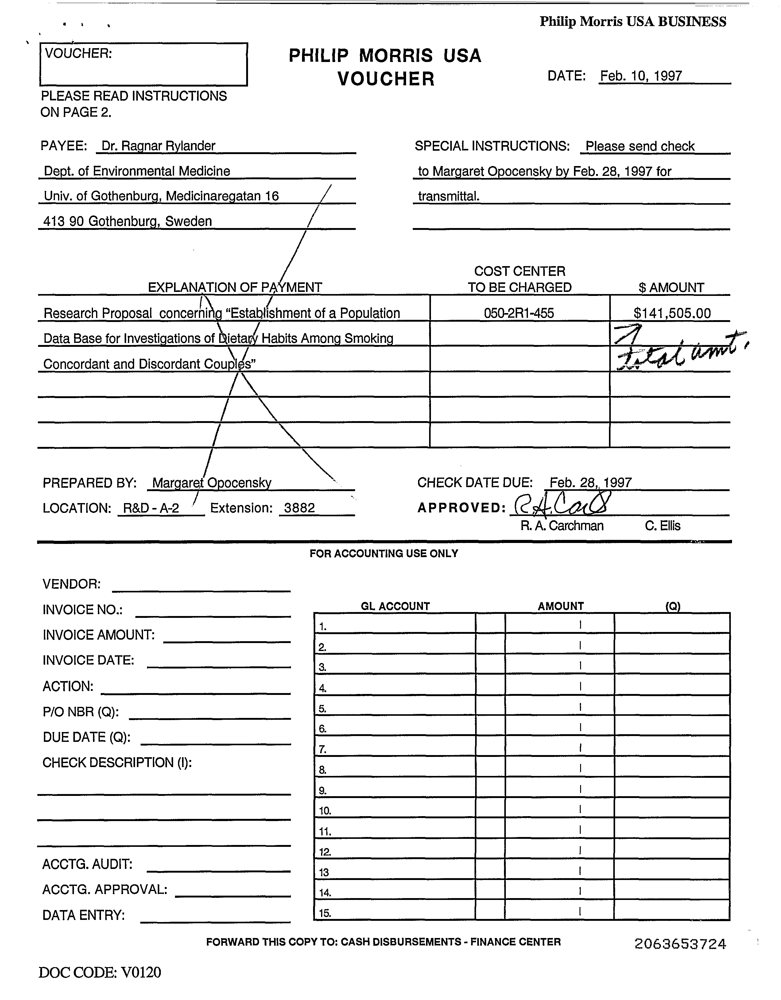 Philip Morris USA BUSINESS
VOUCHER:
PHILIP MORRIS USA
VOUCHER
DATE: Feb. 10, 1997
PLEASE READ INSTRUCTIONS
ON PAGE 2.
PAYEE: Dr. Ragnar Rylander
Dept. of Environmental Medicine
Univ. of Gothenburg, Medicinaregatan 16
413 90 Gothenburg, Sweden
SPECIAL INSTRUCTIONS: Please send check
to Margaret Opocensky by Feb. 28, 1997 for
transmittal.
EXPLANATION OF PAYMENT
COST CENTER
TO BE CHARGED
$ AMOUNT
Research Proposal concerning "Establishment of a Population 050-2R1-455 $141,505.00
Data Base for Investigations of Dietary Habits Among Smoking
Concordant and Discordant Couples"
total amt.
PREPARED BY: Margaret Opocensky
LOCATION: R&D - A-2 Extension: 3882
CHECK DATE DUE: Feb. 28, 1997
APPROVED: R.A. Carch
R. A. Carchman C. Ellis
FOR ACCOUNTING USE ONLY
VENDOR:
INVOICE NO.:
INVOICE AMOUNT:
INVOICE DATE:
ACTION:
P/O NBR (Q):
DUE DATE (Q):
CHECK DESCRIPTION (I):
ACCTG. AUDIT:
ACCTG. APPROVAL:
DATA ENTRY:
GL ACCOUNT AMOUNT (Q)
1.
2.
3.
4.
5.
6.
7.
8.
9.
10.
11.
12.
13
14.
15.
FORWARD THIS COPY TO: CASH DISBURSEMENTS - FINANCE CENTER
2063653724
DOC CODE: V0120